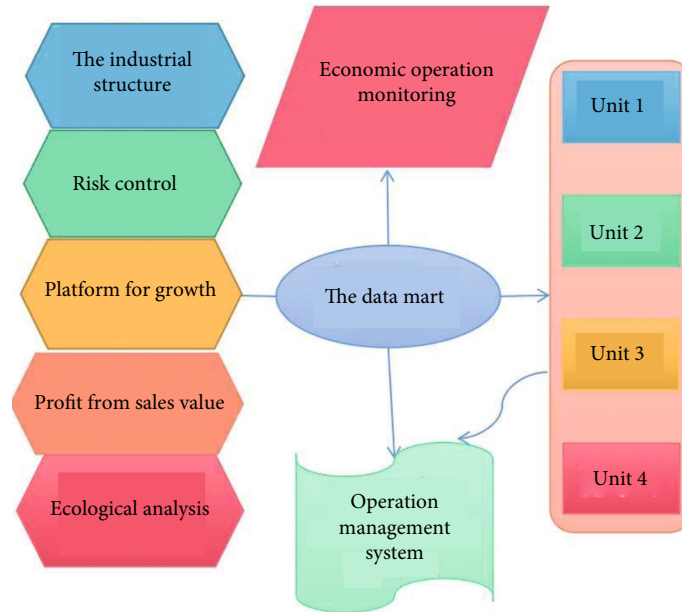 The industrial
structure
Risk control
Platform for growth
Profit from sales value
Ecological analysis
Economic operation
monitoring
The data mart
Operation
management
system
Unit 1
Unit 2
Unit 3
Unit 4